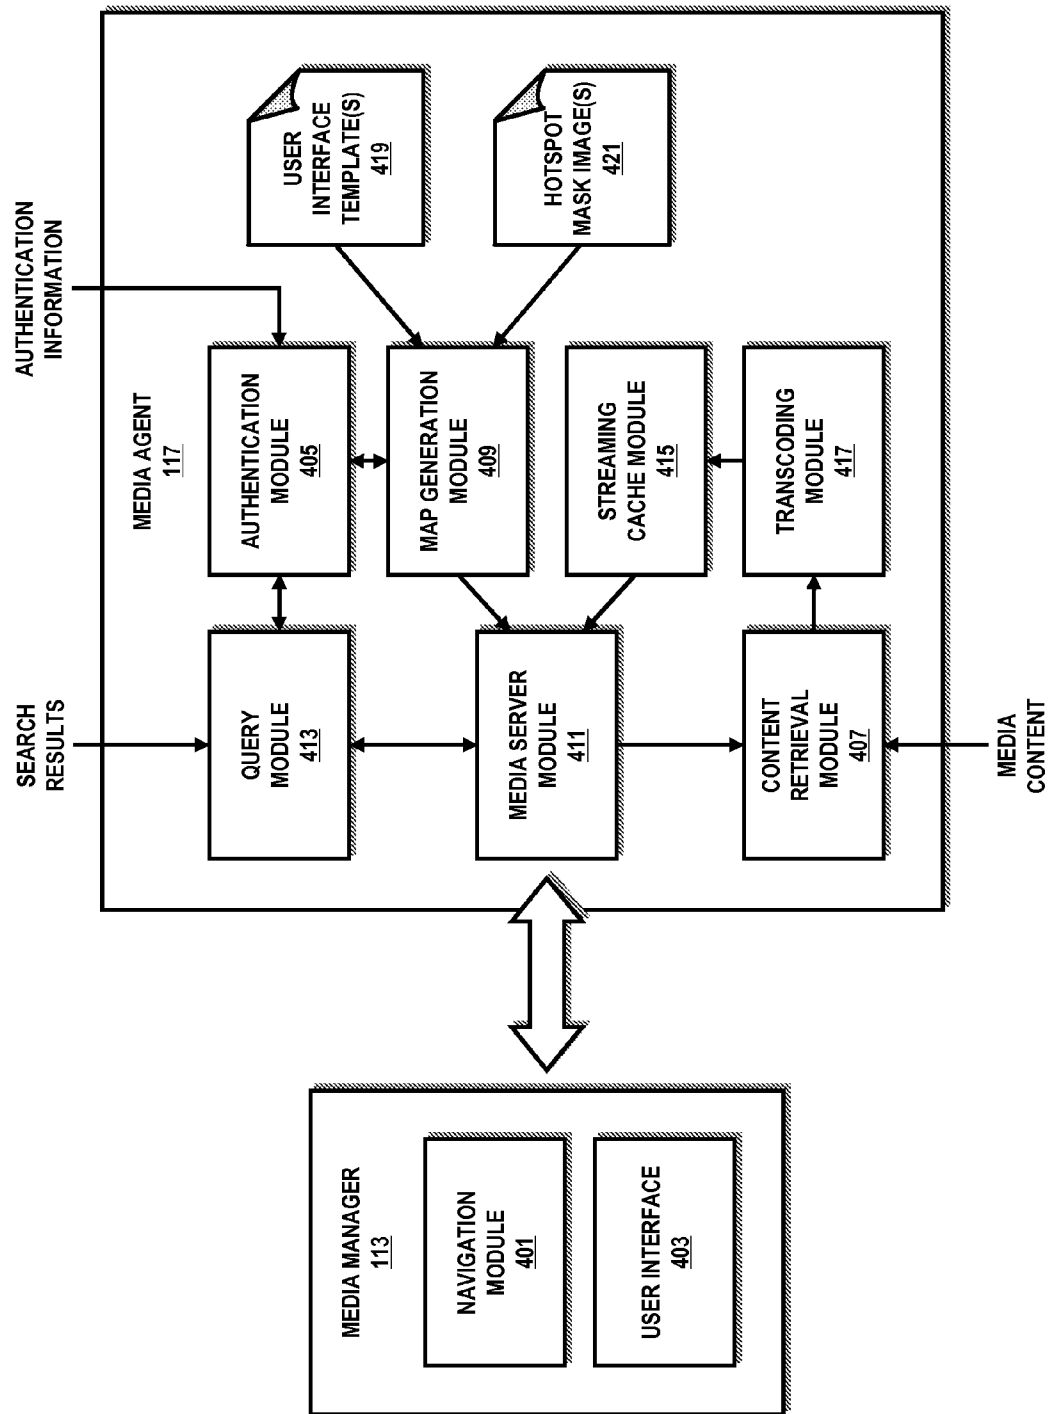 SEARCH
RESULTS
AUTHENTICATION
INFORMATION
MEDIA AGENT
117
QUERY
MODULE
413
AUTHENTICATION
MODULE
405
USER
INTERFACE
TEMPLATE(S)
419
MEDIA MANAGER
113
NAVIGATION
MODULE
401
USER INTERFACE
403
MAP GENERATION
MODULE
409
MEDIA SERVER
MODULE
411
HOTSPOT
MASK IMAGE(S)
421
STREAMING
CACHE MODULE
415
CONTENT
RETRIEVAL
MODULE
407
TRANSCODING
MODULE
417
MEDIA
CONTENT